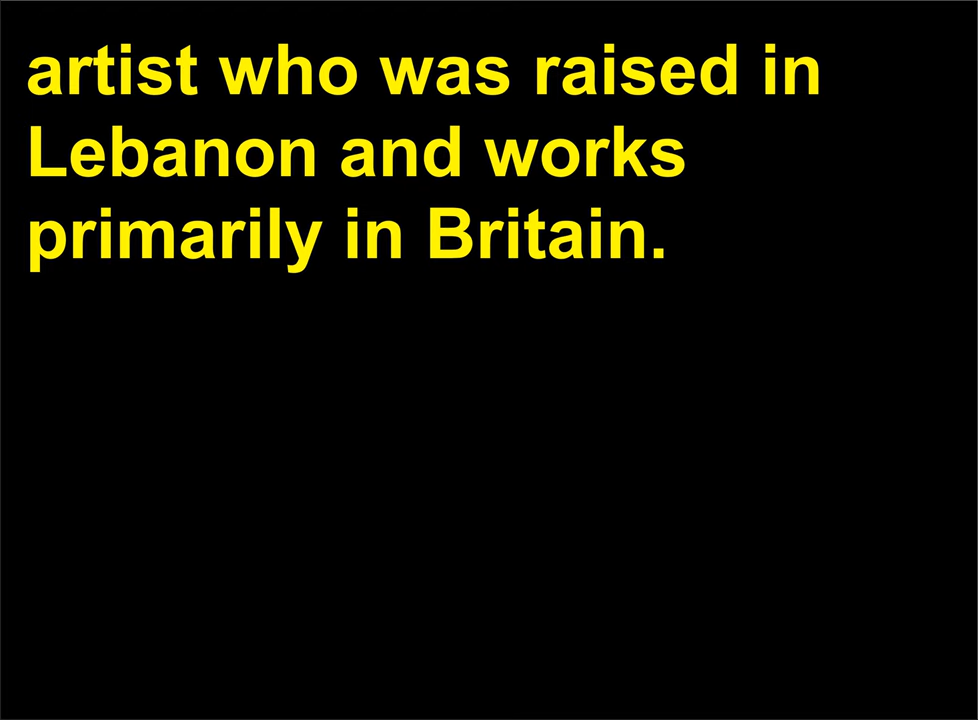 artist who was raised in
Lebanon and works
primarily in Britain.